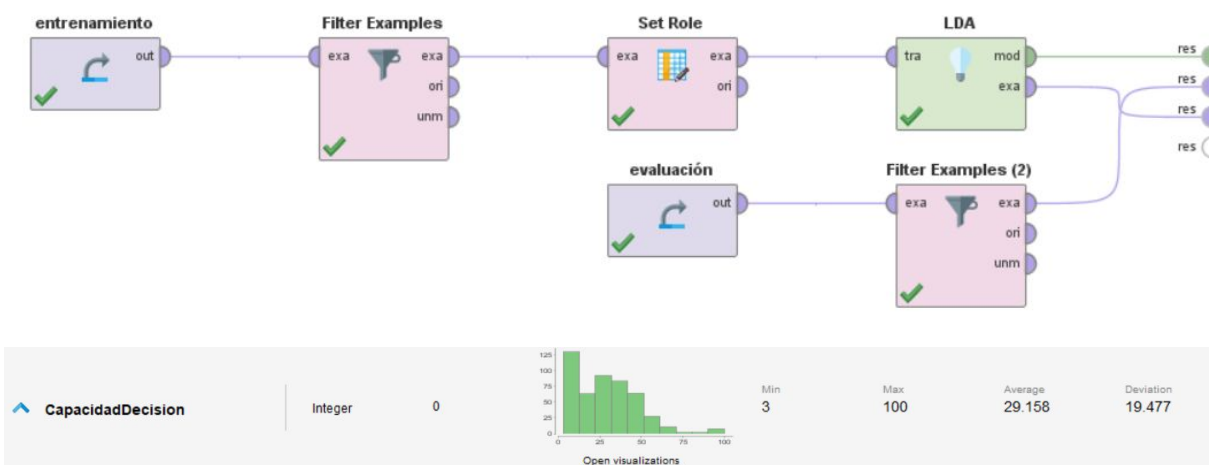 entrenamiento
out
Filter Examples
exa
exa
ori
unm
Set Role
exa
exa
ori
LDA
tra
mod
exa
res
res
res
res
evaluación
out
Filter Examples (2)
exa
exa
ori
unm
CapacidadDecision
Integer
0
125
100
75
50
25
0
0 25 50 75 100
Open visualizations
Min
3
Max
100
Average
29.158
Deviation
19.477